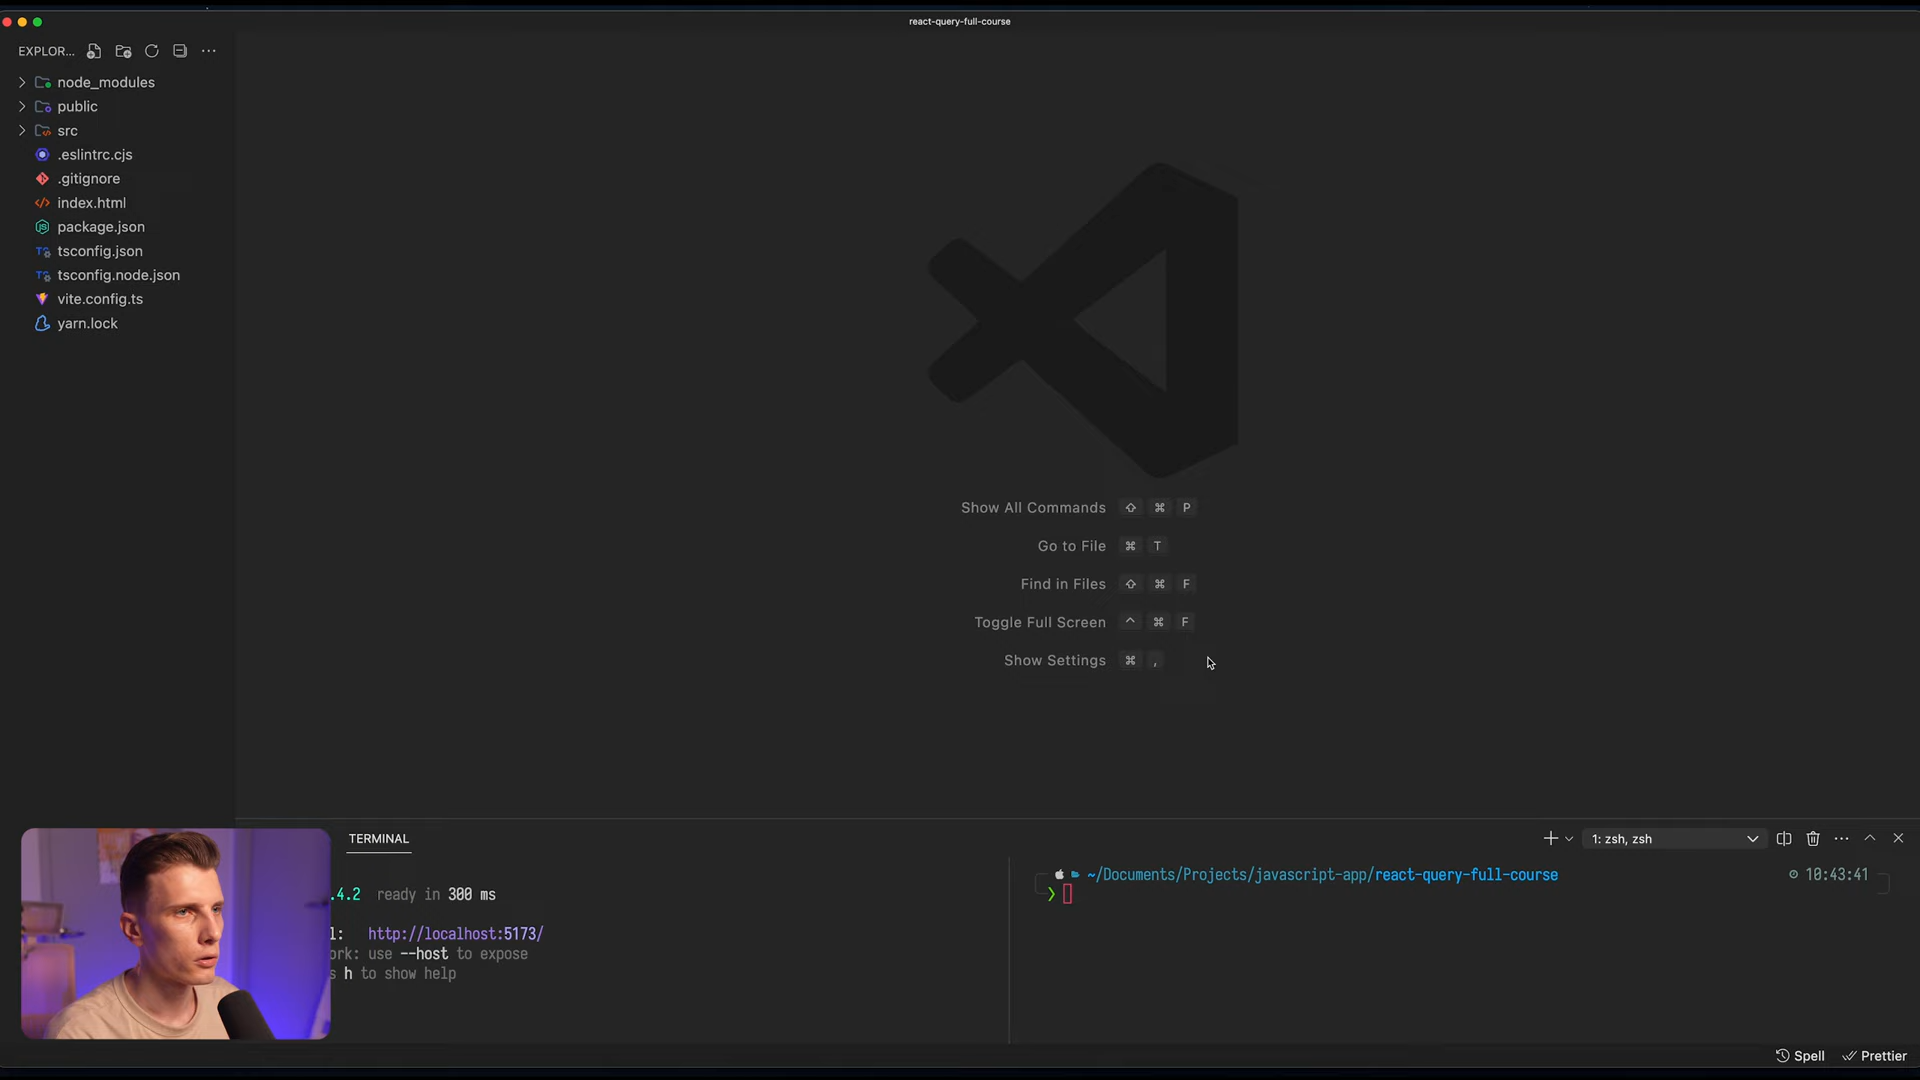 react-query-full-course
EXPLOR...
node_modules
public
src
.eslintrc.cjs
.gitignore
index.html
package.json
tsconfig.json
tsconfig.node.json
vite.config.ts
yarn.lock
Show All Commands ⇧ ⌘ P
Go to File ⌘ T
Find in Files ⇧ ⌘ F
Toggle Full Screen ^ ⌘ F
Show Settings ⌘ ,
TERMINAL
1: zsh, zsh
.4.2 ready in 300 ms
l: http://localhost:5173/
ork: use --host to expose
s h to show help
~/Documents/Projects/javascript-app/react-query-full-course
10:43:41
❯
Spell
Prettier